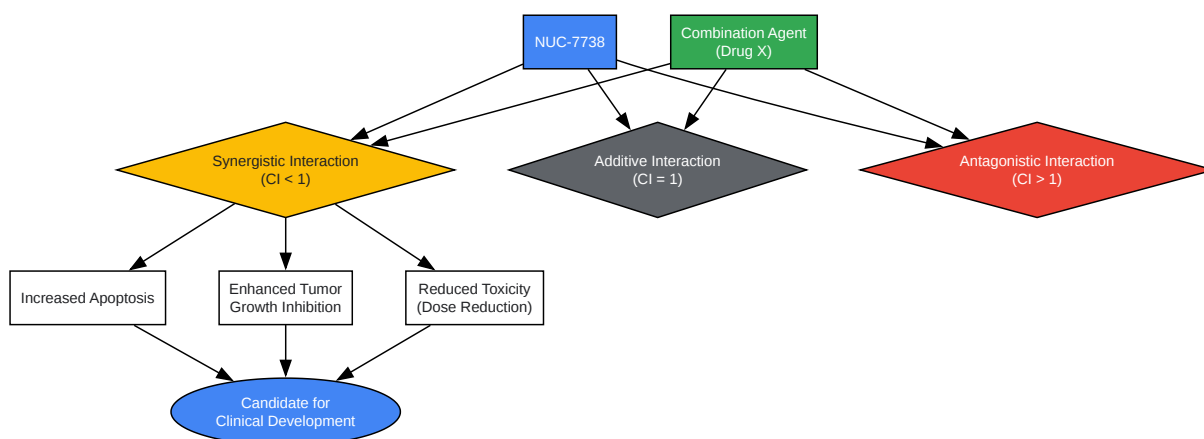 NUC-7738
Combination Agent
(Drug X)
Synergistic Interaction
(CI < 1)
Additive Interaction
(CI = 1)
Antagonistic Interaction
(CI > 1)
Increased Apoptosis
Enhanced Tumor
Growth Inhibition
Reduced Toxicity
(Dose Reduction)
Candidate for
Clinical Development